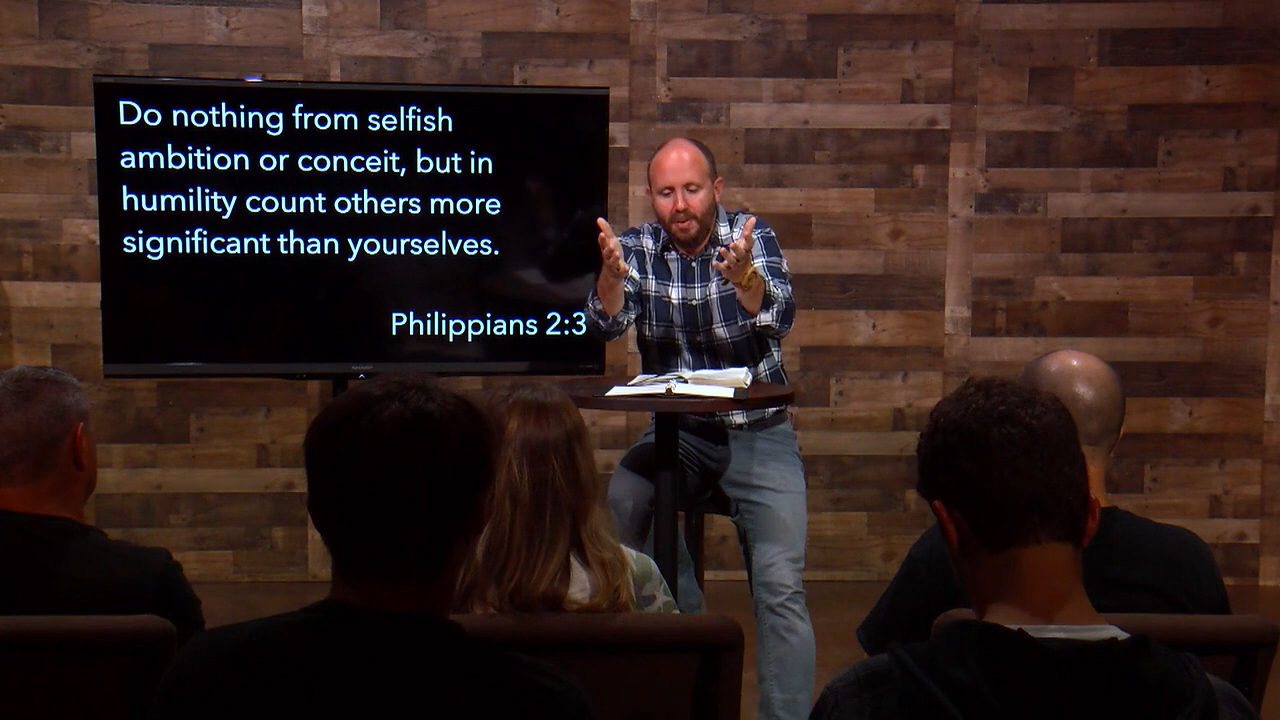 Do nothing from selfish
ambition or conceit, but in
humility count others more
significant than yourselves.
Philippians 2:3